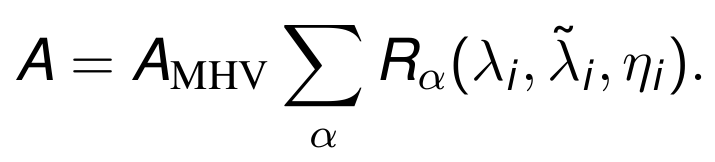 A = A_MHV ∑_α R_α(λ_i, λ̃_i, η_i).